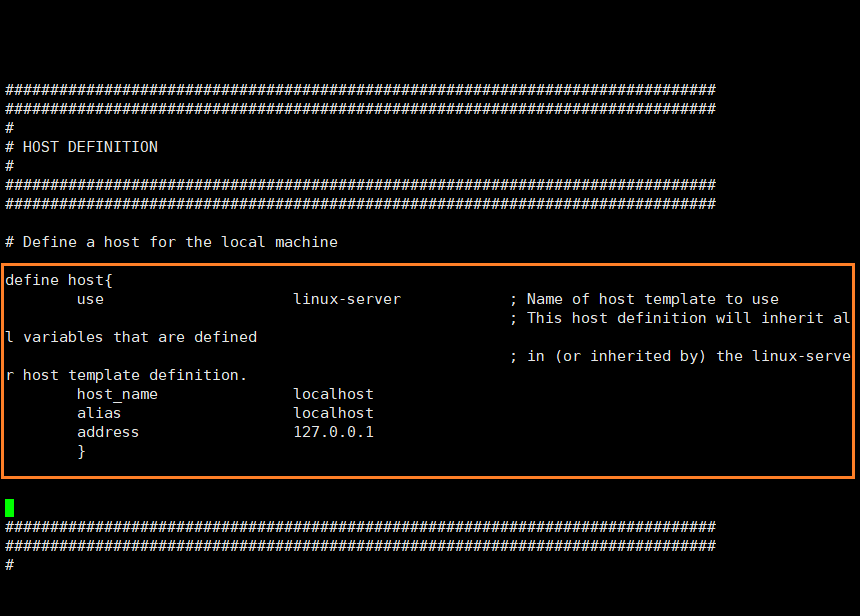 ###############################################################################
###############################################################################
#
# HOST DEFINITION
#
###############################################################################
###############################################################################

# Define a host for the local machine

define host{
        use                     linux-server            ; Name of host template to use
                                                        ; This host definition will inherit al
l variables that are defined
                                                        ; in (or inherited by) the linux-serve
r host template definition.
        host_name               localhost
        alias                   localhost
        address                 127.0.0.1
        }

###############################################################################
###############################################################################
#